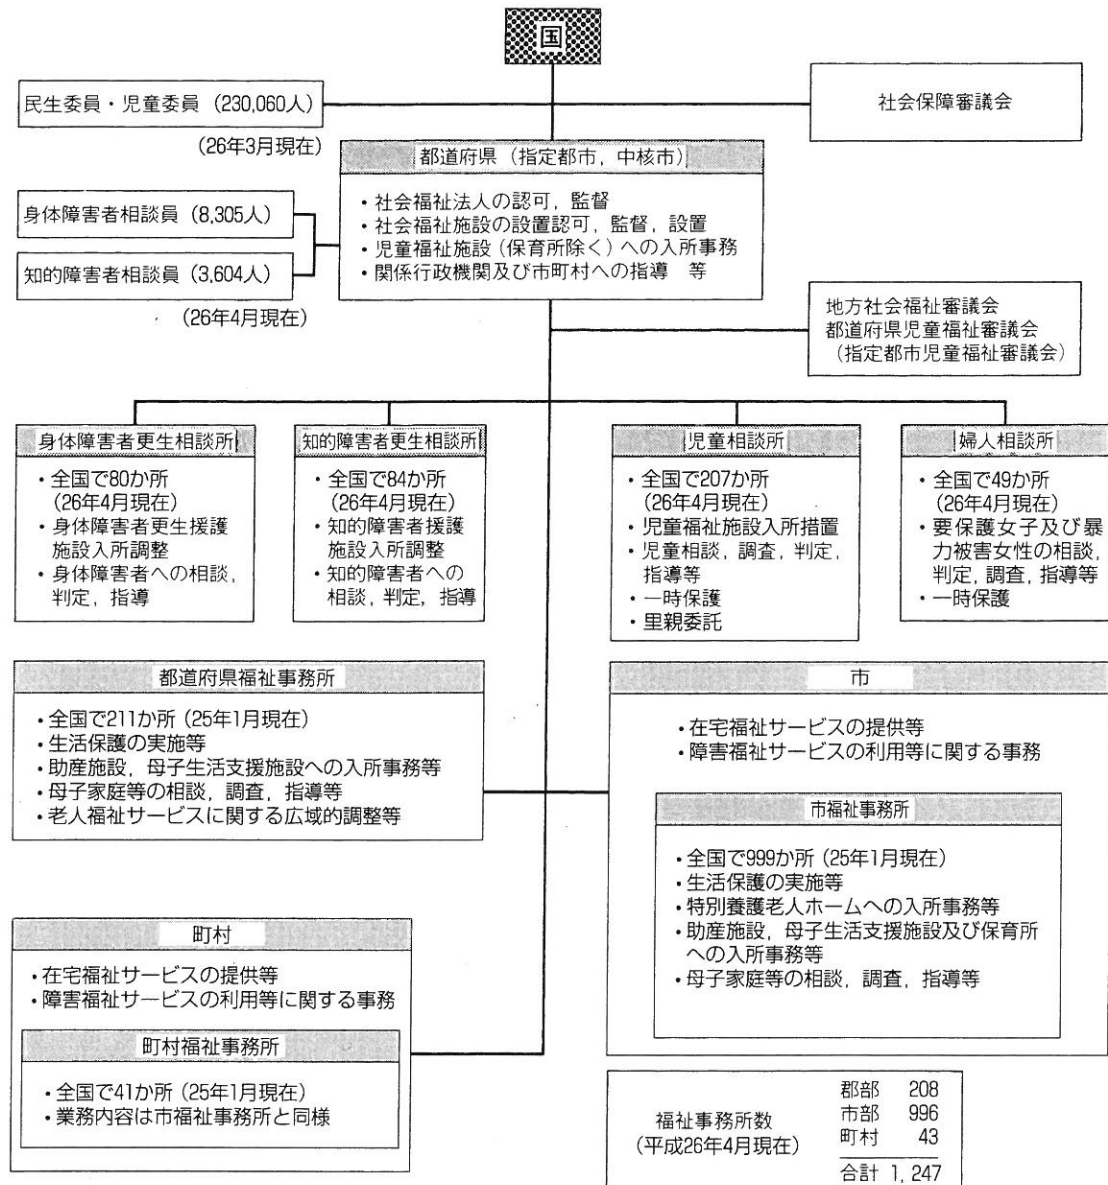 国
民生委員・児童委員 (230,060人)
(26年3月現在)
社会保障審議会
都道府県 (指定都市, 中核市)
・社会福祉法人の認可, 監督
・社会福祉施設の設置認可, 監督, 設置
・児童福祉施設 (保育所除く) への入所事務
・関係行政機関及び市町村への指導 等
身体障害者相談員 (8,305人)
知的障害者相談員 (3,604人)
(26年4月現在)
地方社会福祉審議会
都道府県児童福祉審議会
(指定都市児童福祉審議会)
身体障害者更生相談所
・全国で80か所
(26年4月現在)
・身体障害者更生援護
施設入所調整
・身体障害者への相談,
判定, 指導
知的障害者更生相談所
・全国で84か所
(26年4月現在)
・知的障害者援護
施設入所調整
・知的障害者への
相談, 判定, 指導
児童相談所
・全国で207か所
(26年4月現在)
・児童福祉施設入所措置
・児童相談, 調査, 判定,
指導等
・一時保護
・里親委託
婦人相談所
・全国で49か所
(26年4月現在)
・要保護女子及び暴
力被害女性の相談,
判定, 調査, 指導等
・一時保護
都道府県福祉事務所
・全国で211か所 (25年1月現在)
・生活保護の実施等
・助産施設, 母子生活支援施設への入所事務等
・母子家庭等の相談, 調査, 指導等
・老人福祉サービスに関する広域的調整等
市
・在宅福祉サービスの提供等
・障害福祉サービスの利用等に関する事務
市福祉事務所
・全国で999か所 (25年1月現在)
・生活保護の実施等
・特別養護老人ホームへの入所事務等
・助産施設, 母子生活支援施設及び保育所
への入所事務等
・母子家庭等の相談, 調査, 指導等
町村
・在宅福祉サービスの提供等
・障害福祉サービスの利用等に関する事務
町村福祉事務所
・全国で41か所 (25年1月現在)
・業務内容は市福祉事務所と同様
福祉事務所数
(平成26年4月現在)
郡部 208
市部 996
町村 43
合計 1,247